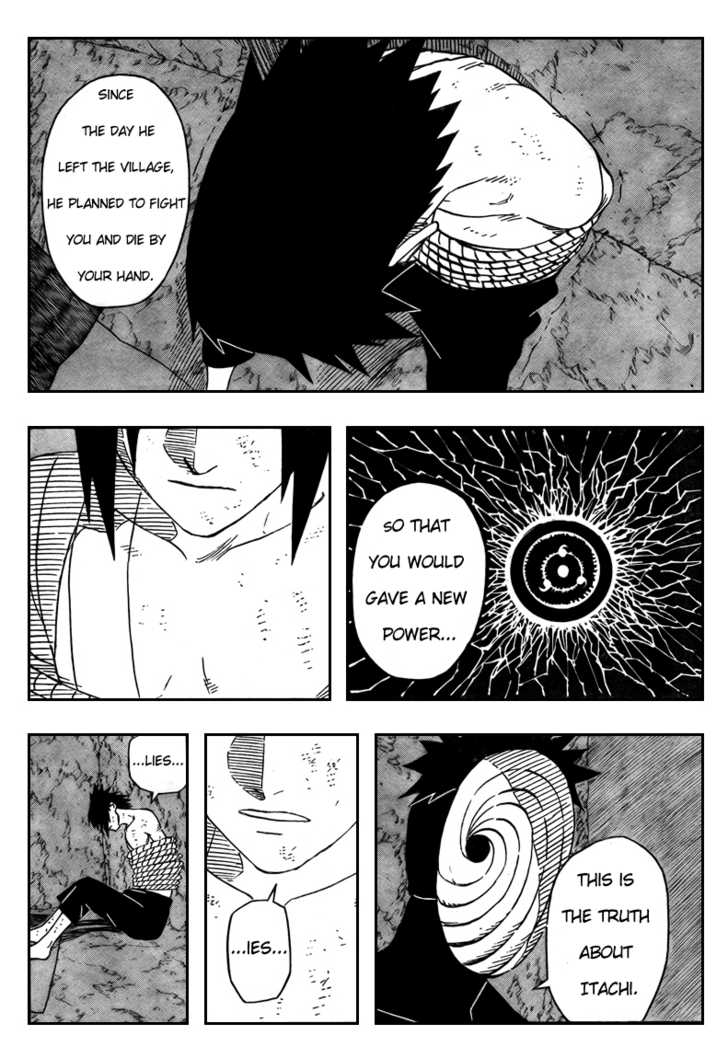 SINCE
THE DAY HE
LEFT THE VILLAGE,
HE PLANNED TO FIGHT
YOU AND DIE BY
YOUR HAND.
SO THAT
YOU WOULD
GAVE A NEW
POWER...
...LIES...
...LIES...
THIS IS
THE TRUTH
ABOUT
ITACHI.